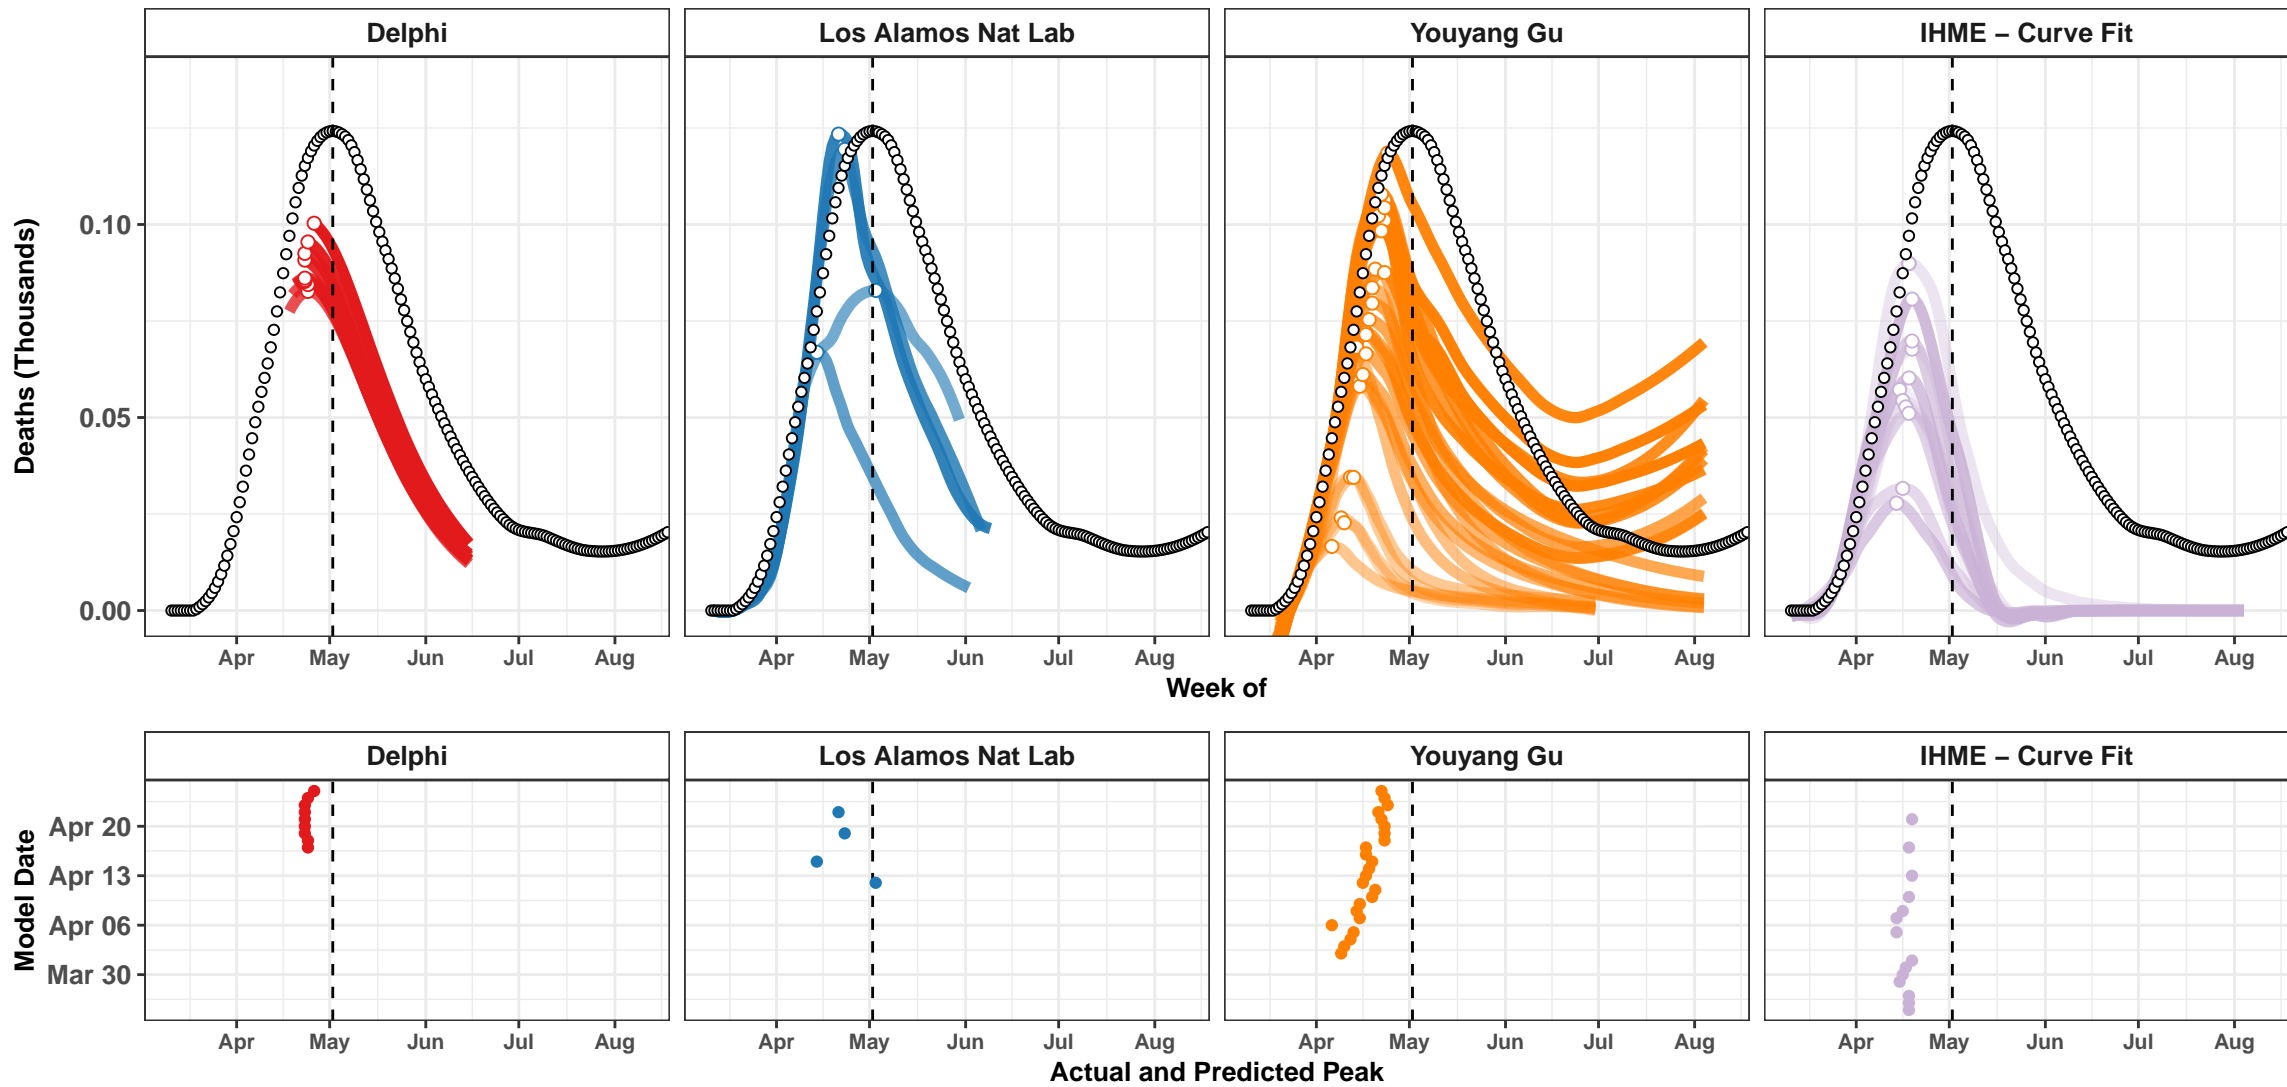 Delphi
Los Alamos Nat Lab
Youyang Gu
IHME – Curve Fit
Deaths (Thousands)
0.10
0.05
0.00
Apr May Jun Jul Aug
Apr May Jun Jul Aug
Apr May Jun Jul Aug
Apr May Jun Jul Aug
Week of
Delphi
Los Alamos Nat Lab
Youyang Gu
IHME – Curve Fit
Model Date
Apr 20
Apr 13
Apr 06
Mar 30
Apr May Jun Jul Aug
Apr May Jun Jul Aug
Apr May Jun Jul Aug
Apr May Jun Jul Aug
Actual and Predicted Peak